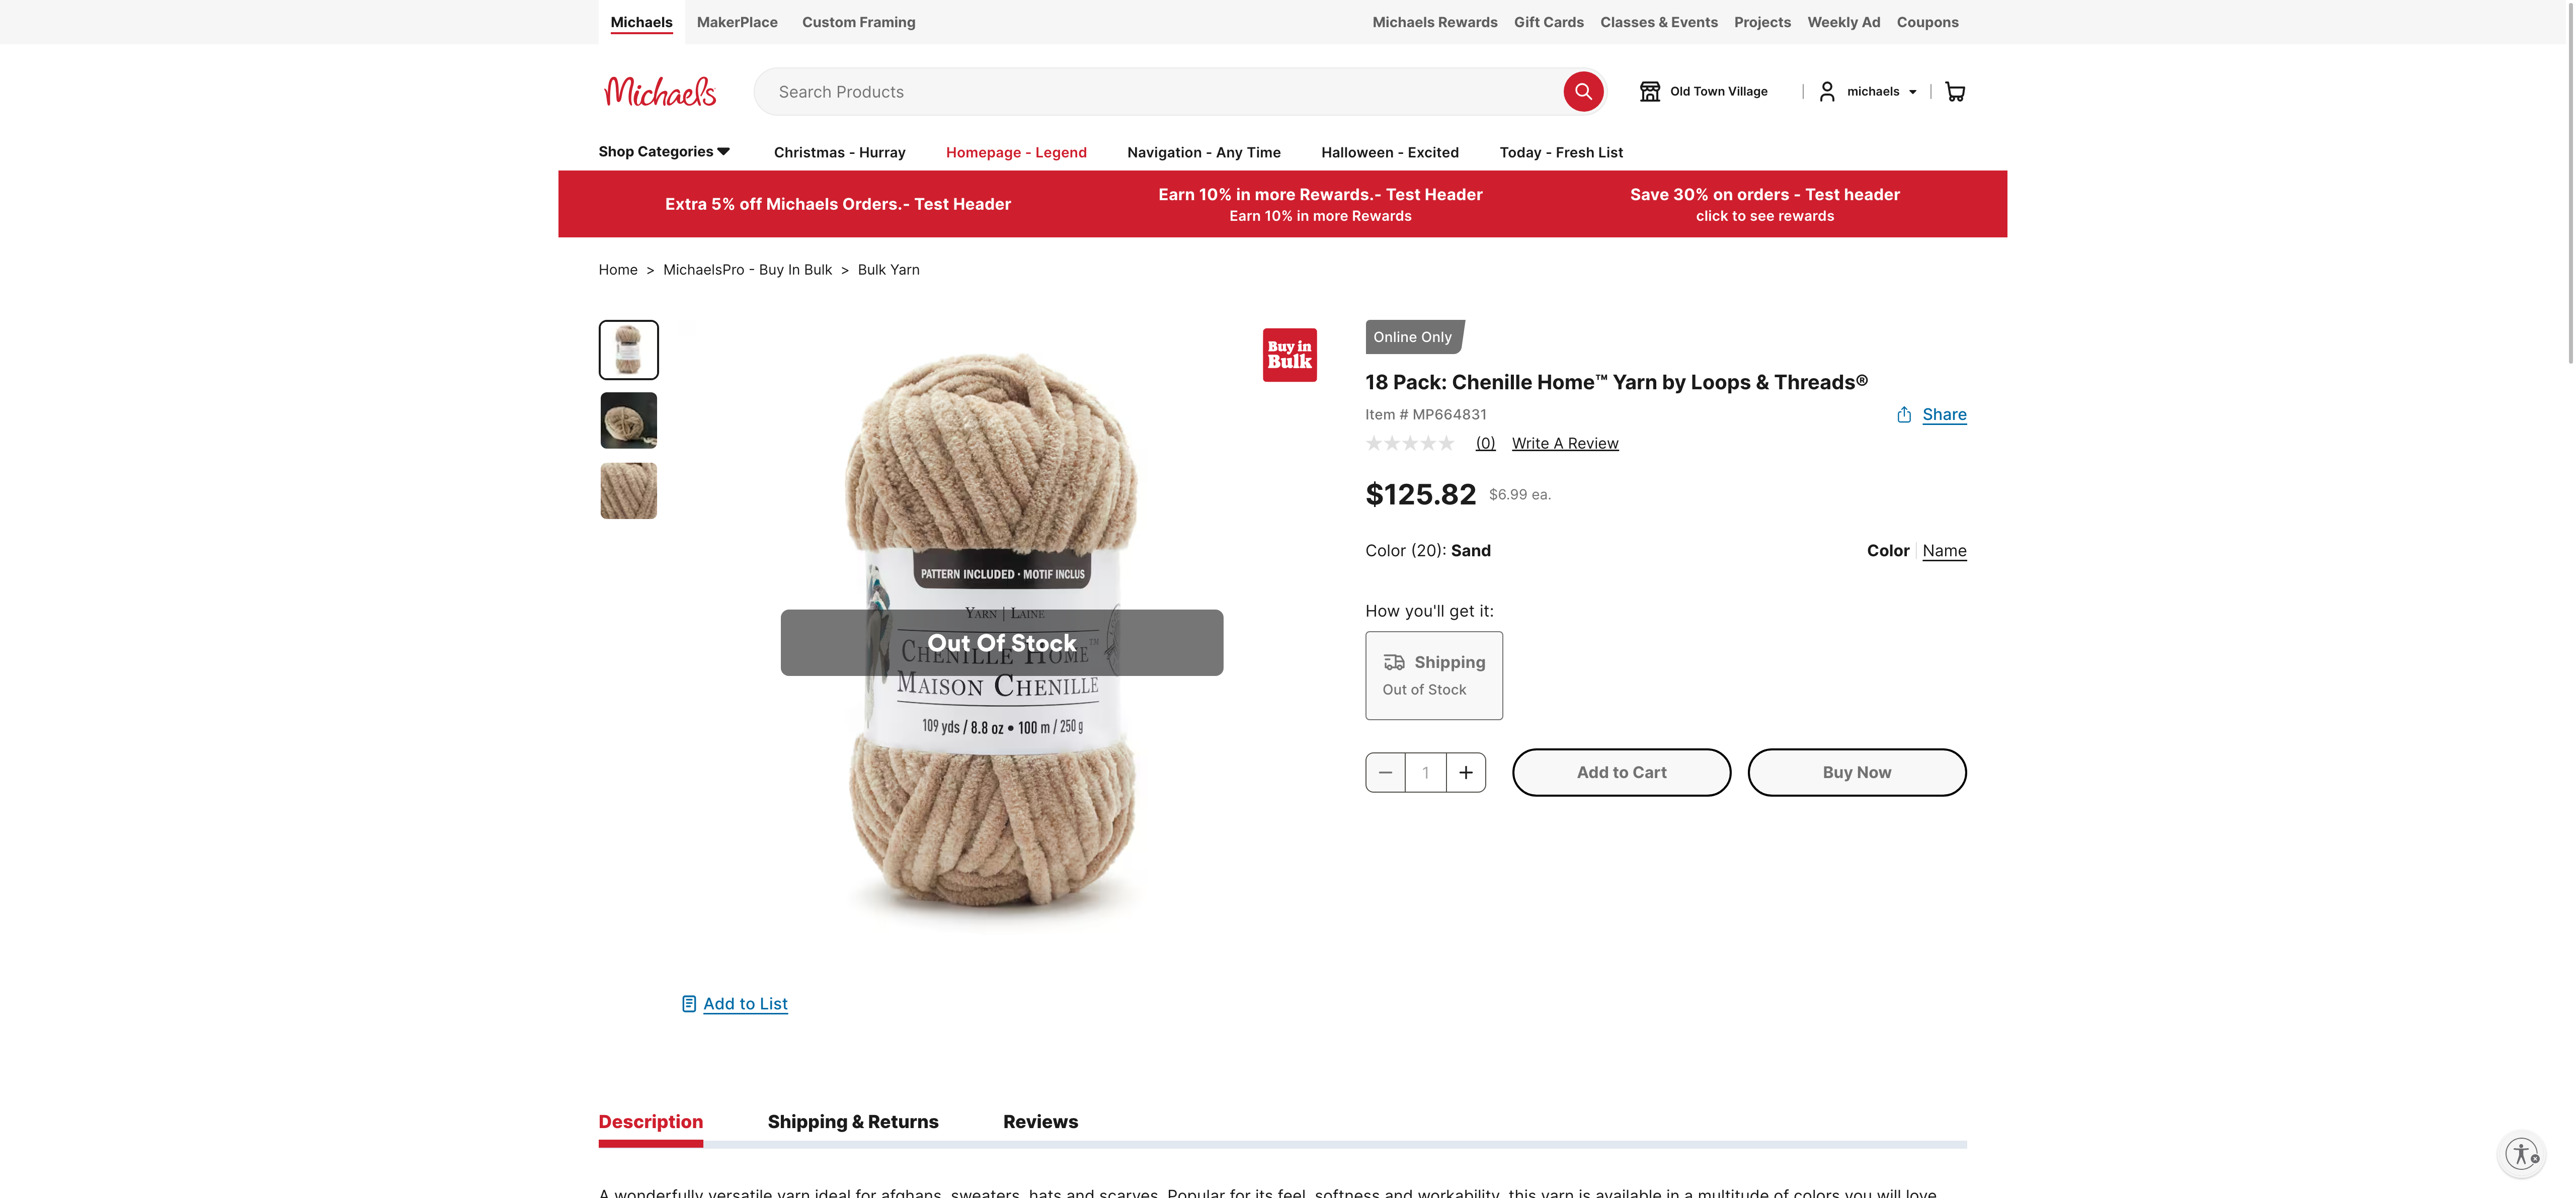 Michaels MakerPlace Custom Framing Michaels Rewards Gift Cards Classes & Events Projects Weekly Ad Coupons
Michaels Search Products Old Town Village | michaels |
Shop Categories Christmas - Hurray Homepage - Legend Navigation - Any Time Halloween - Excited Today - Fresh List
Extra 5% off Michaels Orders.- Test Header
Earn 10% in more Rewards.- Test Header
Earn 10% in more Rewards
Save 30% on orders - Test header
click to see rewards
Home > MichaelsPro - Buy In Bulk > Bulk Yarn
Buy in
Bulk
PATTERN INCLUDED · MOTIF INCLUS
YARN | LAINE
CHENILLE HOME™
Out Of Stock
MAISON CHENILLE
109 yds / 8.8 oz • 100 m / 250 g
Add to List
Online Only
18 Pack: Chenille Home™ Yarn by Loops & Threads®
Item # MP664831 Share
(0) Write A Review
$125.82 $6.99 ea.
Color (20): Sand Color | Name
How you'll get it:
Shipping
Out of Stock
1 Add to Cart Buy Now
Description Shipping & Returns Reviews
A wonderfully versatile yarn ideal for afghans, sweaters, hats and scarves. Popular for its feel, softness and workability, this yarn is available in a multitude of colors you will love